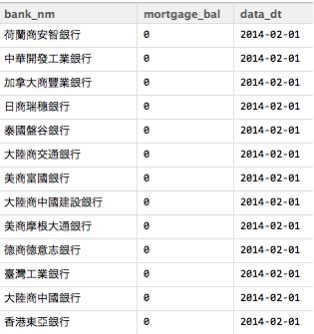 bank_nm mortgage_bal data_dt
荷蘭商安智銀行 0 2014-02-01
中華開發工業銀行 0 2014-02-01
加拿大商豐業銀行 0 2014-02-01
日商瑞穗銀行 0 2014-02-01
泰國盤谷銀行 0 2014-02-01
大陸商交通銀行 0 2014-02-01
美商富國銀行 0 2014-02-01
大陸商中國建設銀行 0 2014-02-01
美商摩根大通銀行 0 2014-02-01
德商德意志銀行 0 2014-02-01
臺灣工業銀行 0 2014-02-01
大陸商中國銀行 0 2014-02-01
香港東亞銀行 0 2014-02-01